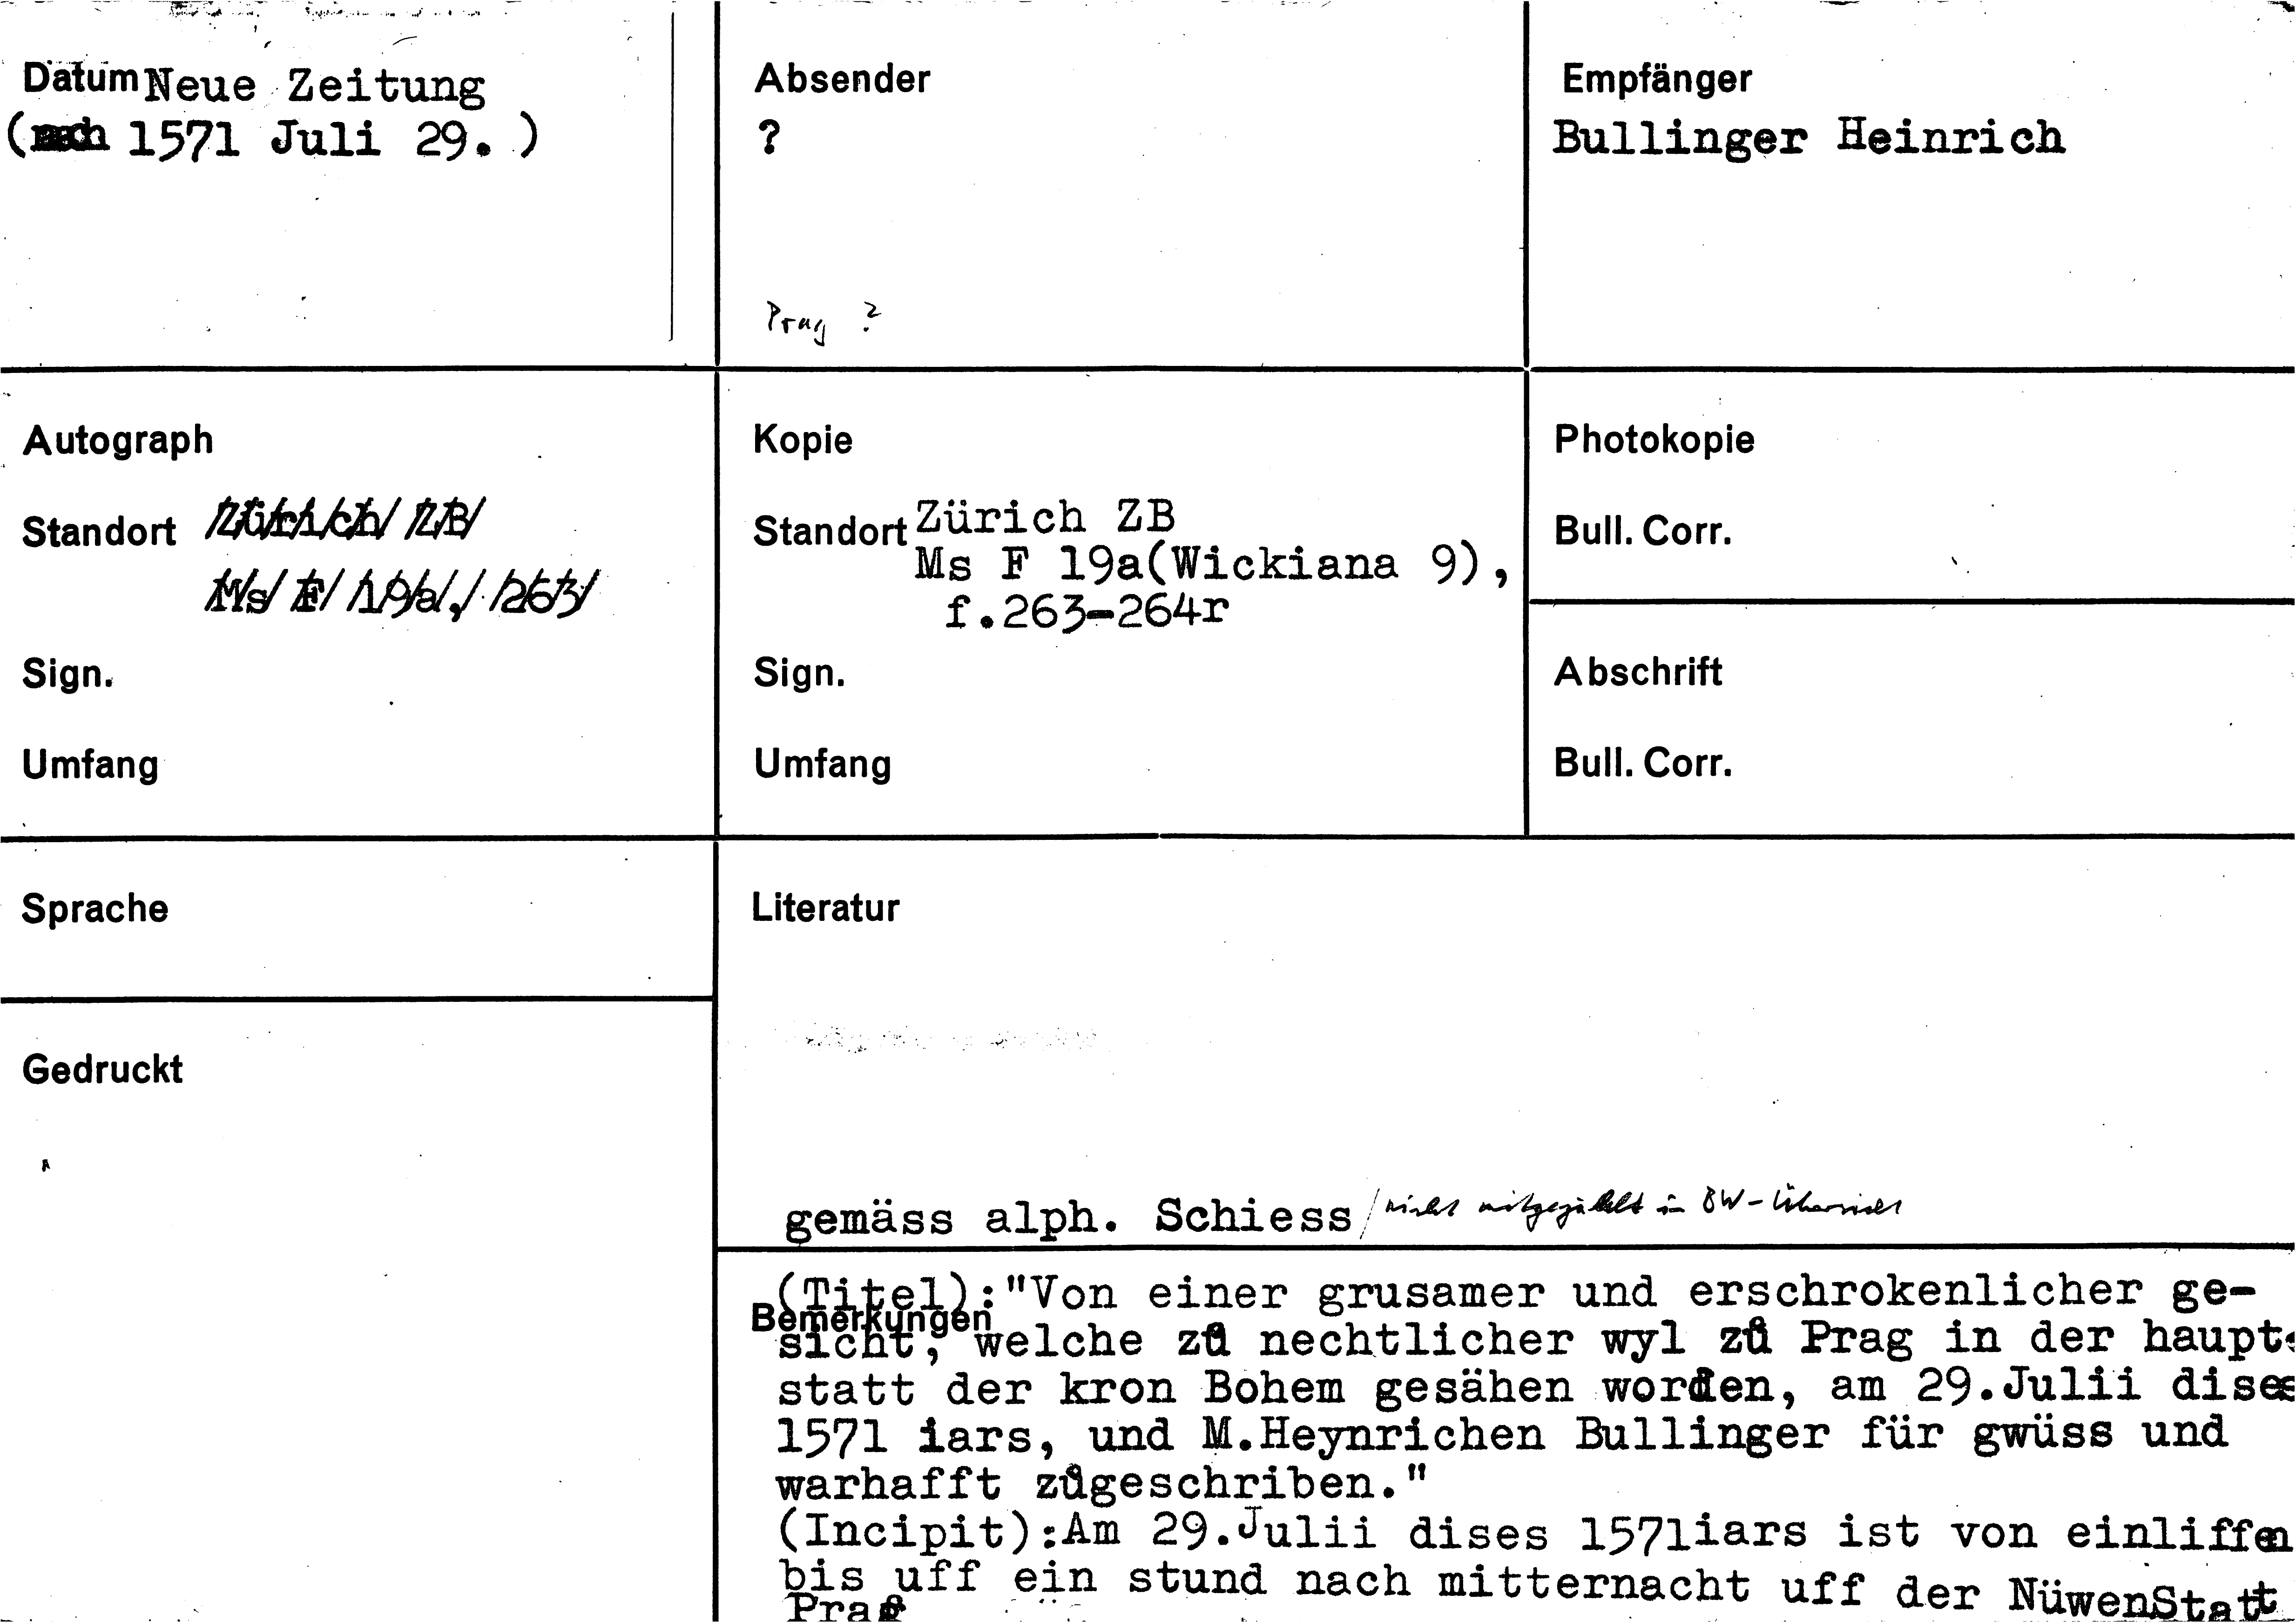 Datum Neue Zeitung
(nach 1571 Juli 29. )
Absender
?
Prag ?
Empfänger
Bullinger Heinrich
Autograph
Standort Zürich ZB
Ms F 19a, 263
Sign.
Umfang
Kopie
Standort Zürich ZB
Ms F 19a(Wickiana 9),
f.263-264r
Sign.
Umfang
Photokopie
Bull. Corr.
Abschrift
Bull. Corr.
Sprache
Gedruckt
Literatur
gemäss alph. Schiess / nicht mitgezählt in BW-Übersicht
Bemerkungen
(Titel):"Von einer grusamer und erschrokenlicher ge-
sicht, welche zů nechtlicher wyl zů Prag in der haupt-
statt der kron Bohem gesähen worden, am 29.Julii dises
1571 iars, und M.Heynrichen Bullinger für gwüss und
warhafft zůgeschriben."
(Incipit):Am 29.Julii dises 1571iars ist von einliffen
bis uff ein stund nach mitternacht uff der NüwenStatt
Prag